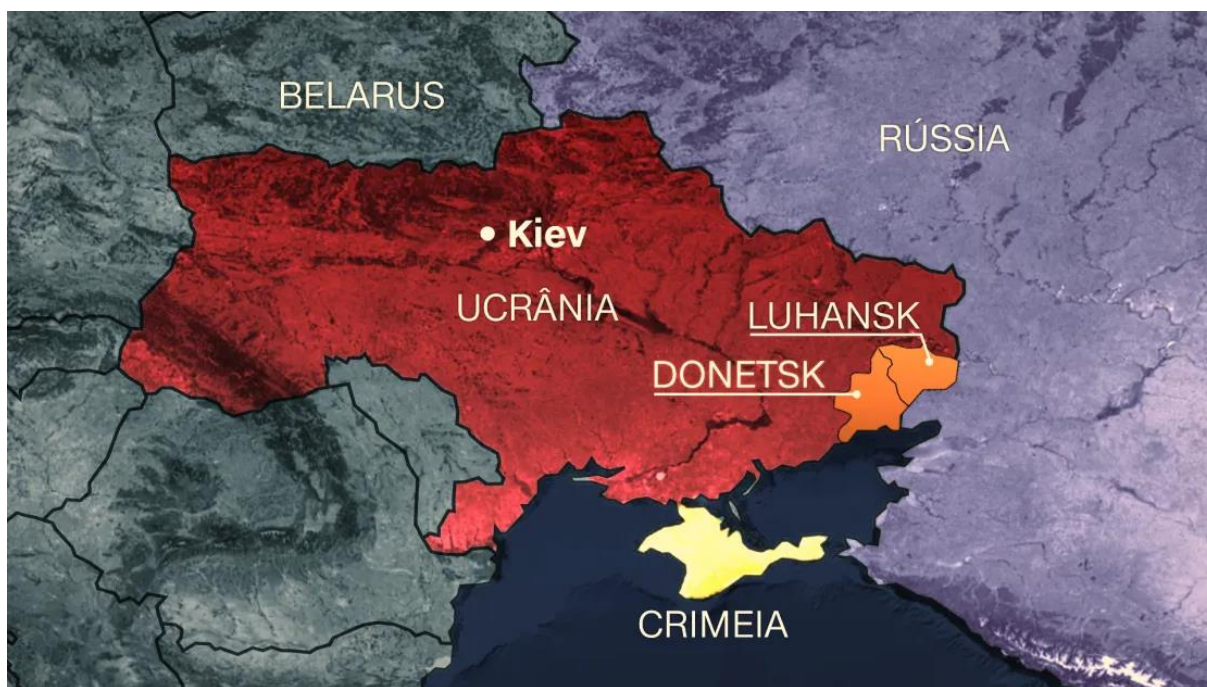 BELARUS
RÚSSIA
Kiev
UCRÂNIA
LUHANSK
DONETSK
CRIMEIA